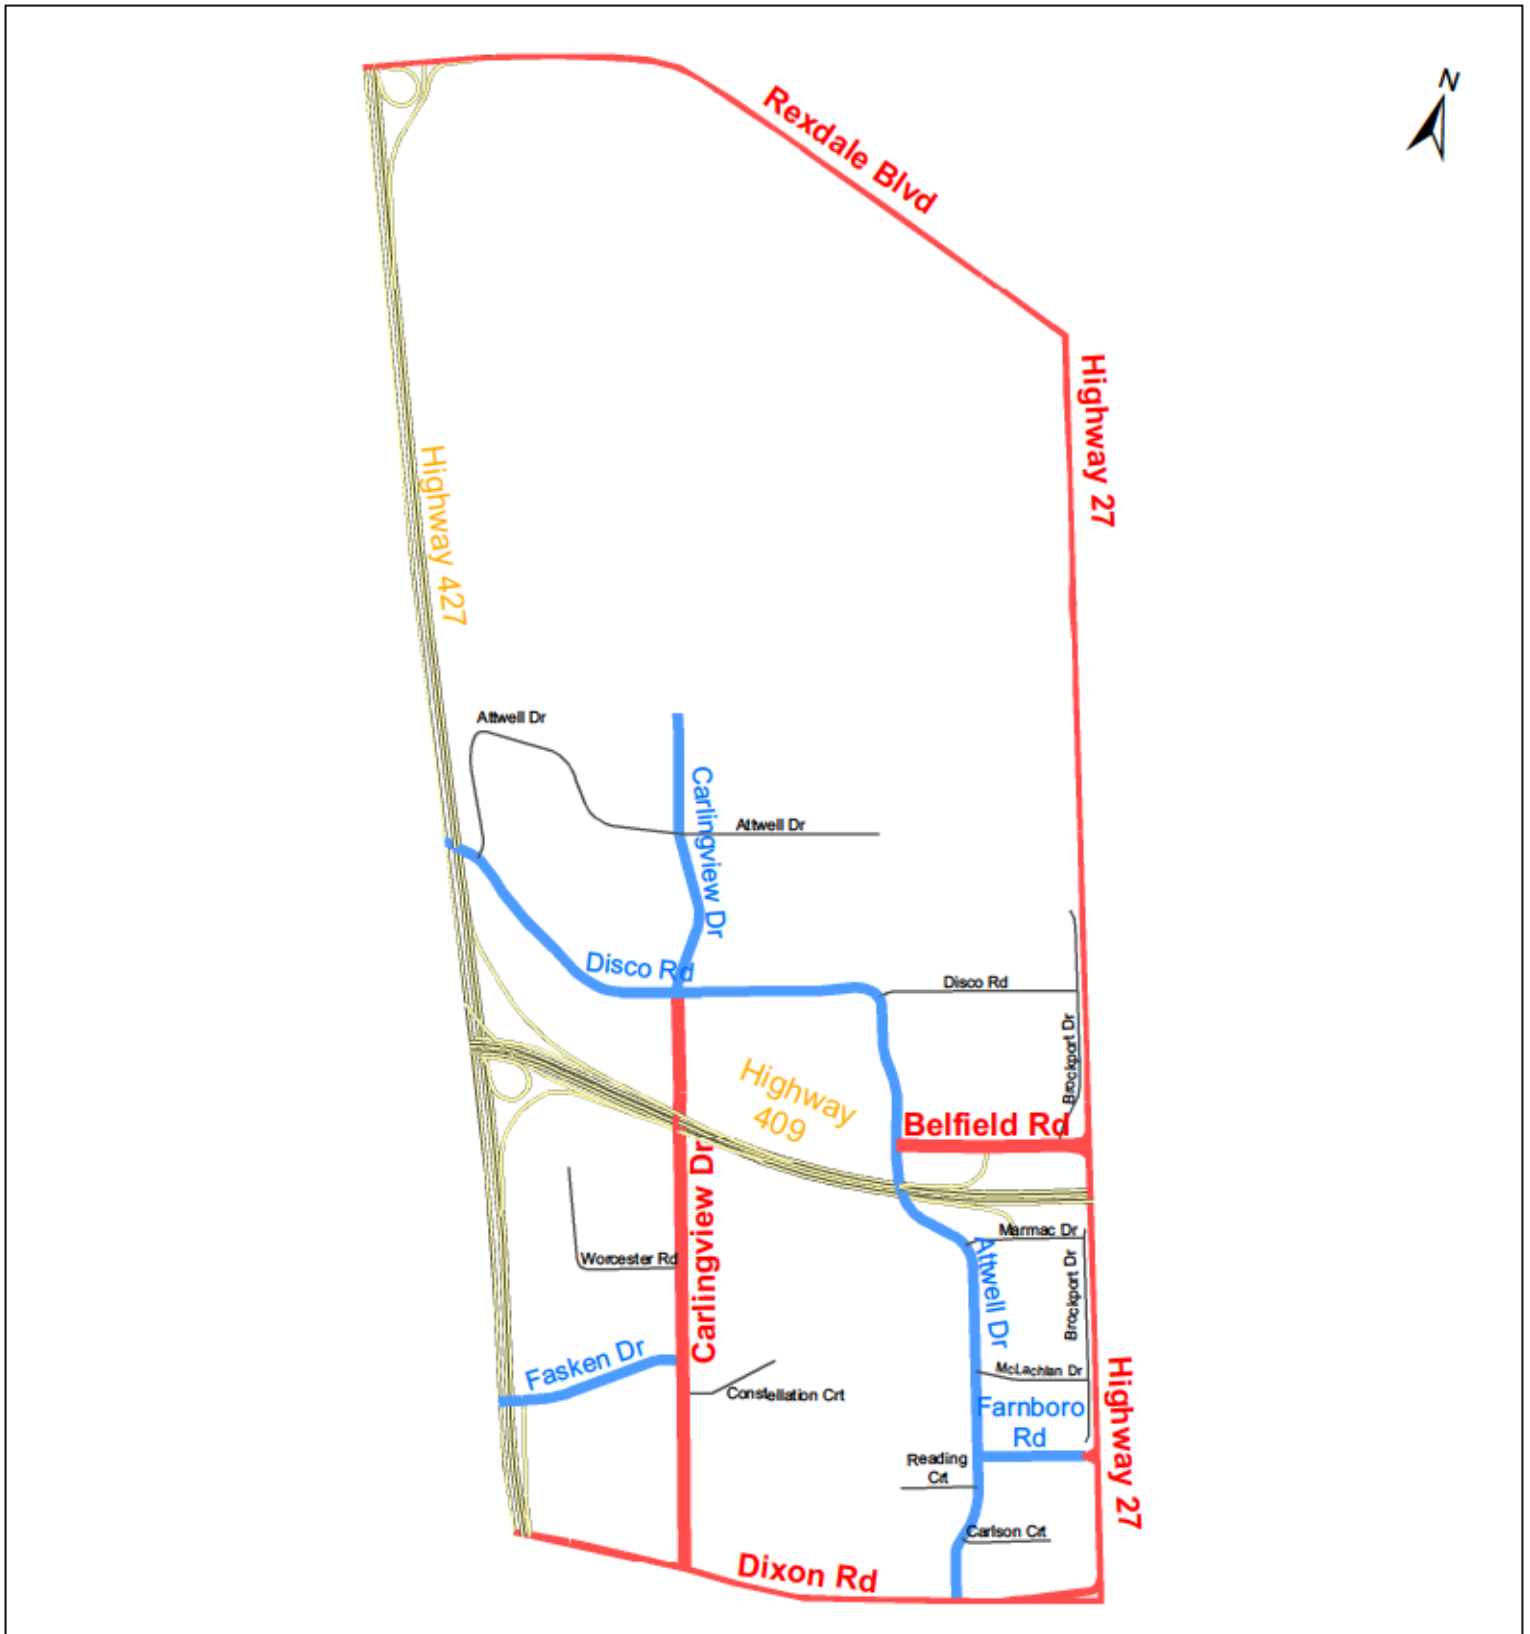 N
Rexdale Blvd
Highway 27
Highway 427
Attwell Dr
Carlingview Dr
Attwell Dr
Disco Rd
Disco Rd
Brockport Dr
Highway
409
Belfield Rd
Carlingview Dr
Marmac Dr
Worcester Rd
Attwell Dr
Brockport Dr
Fasken Dr
McLachlan Dr
Constellation Crt
Farnboro
Rd
Highway 27
Reading
Crt
Carlson Crt
Dixon Rd